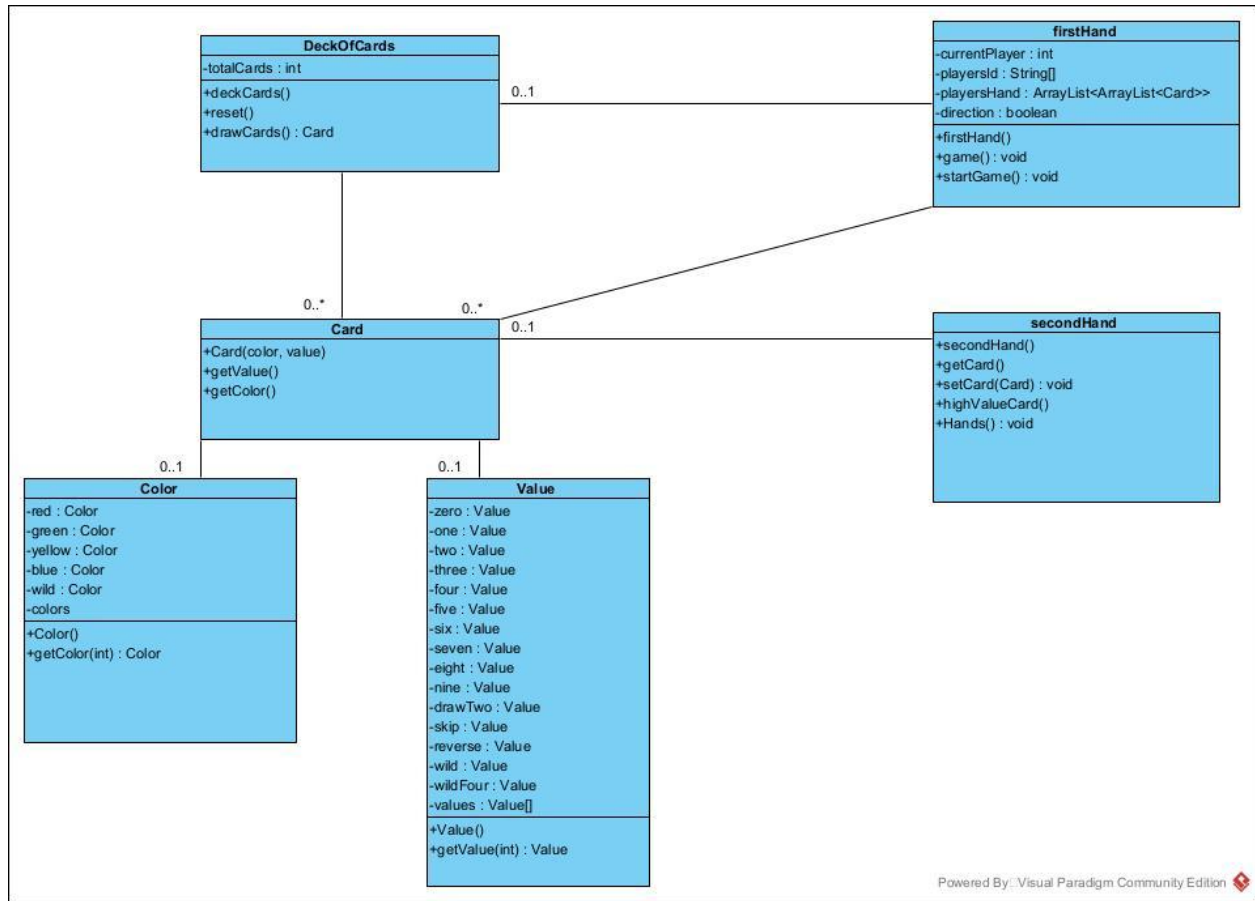 DeckOfCards
-totalCards : int
+deckCards()
+reset()
+drawCards() : Card
0..1
firstHand
-currentPlayer : int
-playersId : String[]
-playersHand : ArrayList<ArrayList<Card>>
-direction : boolean
+firstHand()
+game() : void
+startGame() : void
0..*
0..*
Card
+Card(color, value)
+getValue()
+getColor()
0..1
secondHand
+secondHand()
+getCard()
+setCard(Card) : void
+highValueCard()
+Hands() : void
0..1
Color
-red : Color
-green : Color
-yellow : Color
-blue : Color
-wild : Color
-colors
+Color()
+getColor(int) : Color
0..1
Value
-zero : Value
-one : Value
-two : Value
-three : Value
-four : Value
-five : Value
-six : Value
-seven : Value
-eight : Value
-nine : Value
-drawTwo : Value
-skip : Value
-reverse : Value
-wild : Value
-wildFour : Value
-values : Value[]
+Value()
+getValue(int) : Value
Powered By Visual Paradigm Community Edition